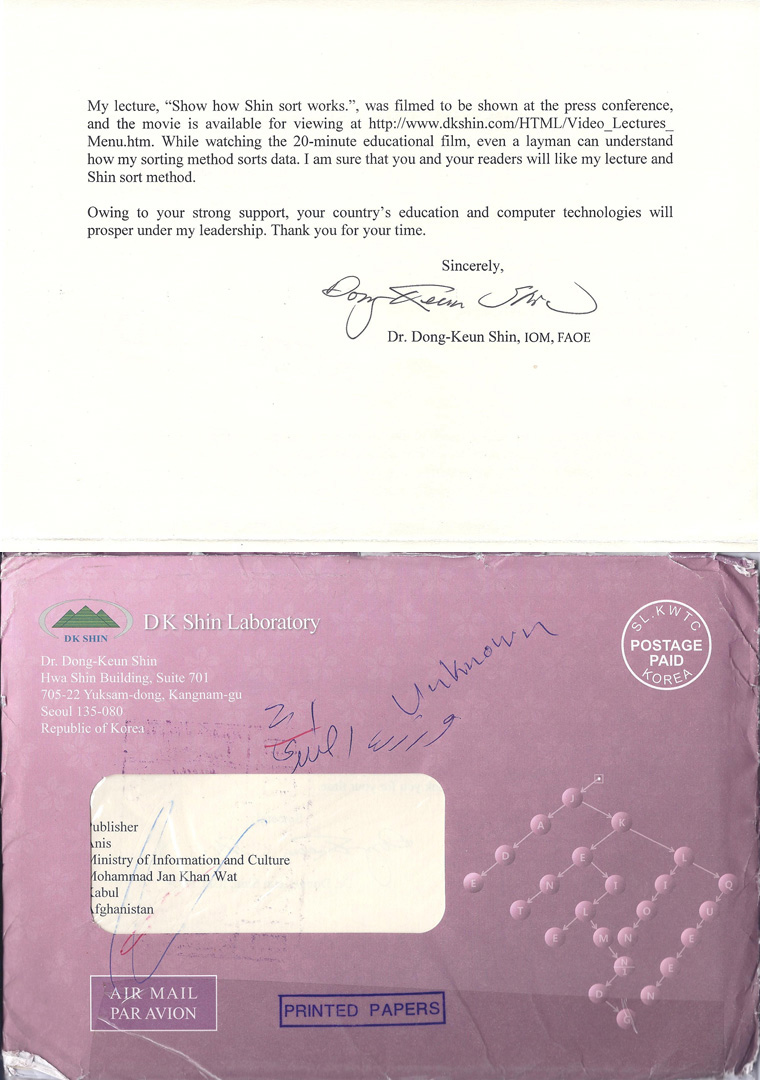 My lecture, “Show how Shin sort works.”, was filmed to be shown at the press conference,
and the movie is available for viewing at http://www.dkshin.com/HTML/Video_Lectures_
Menu.htm. While watching the 20-minute educational film, even a layman can understand
how my sorting method sorts data. I am sure that you and your readers will like my lecture and
Shin sort method.
Owing to your strong support, your country’s education and computer technologies will
prosper under my leadership. Thank you for your time.
Sincerely,
Dong Keun Shin
Dr. Dong-Keun Shin, IOM, FAOE
DK SHIN
DK Shin Laboratory
Dr. Dong-Keun Shin
Hwa Shin Building, Suite 701
705-22 Yuksam-dong, Kangnam-gu
Seoul 135-080
Republic of Korea
SL.KWTC
POSTAGE
PAID
KOREA
Unknown
ublisher
nis
Ministry of Information and Culture
Mohammad Jan Khan Wat
Kabul
Afghanistan
AIR MAIL
PAR AVION
PRINTED PAPERS
J
A K
D E L
E N I I Q
L O U
E M N E
E
D N